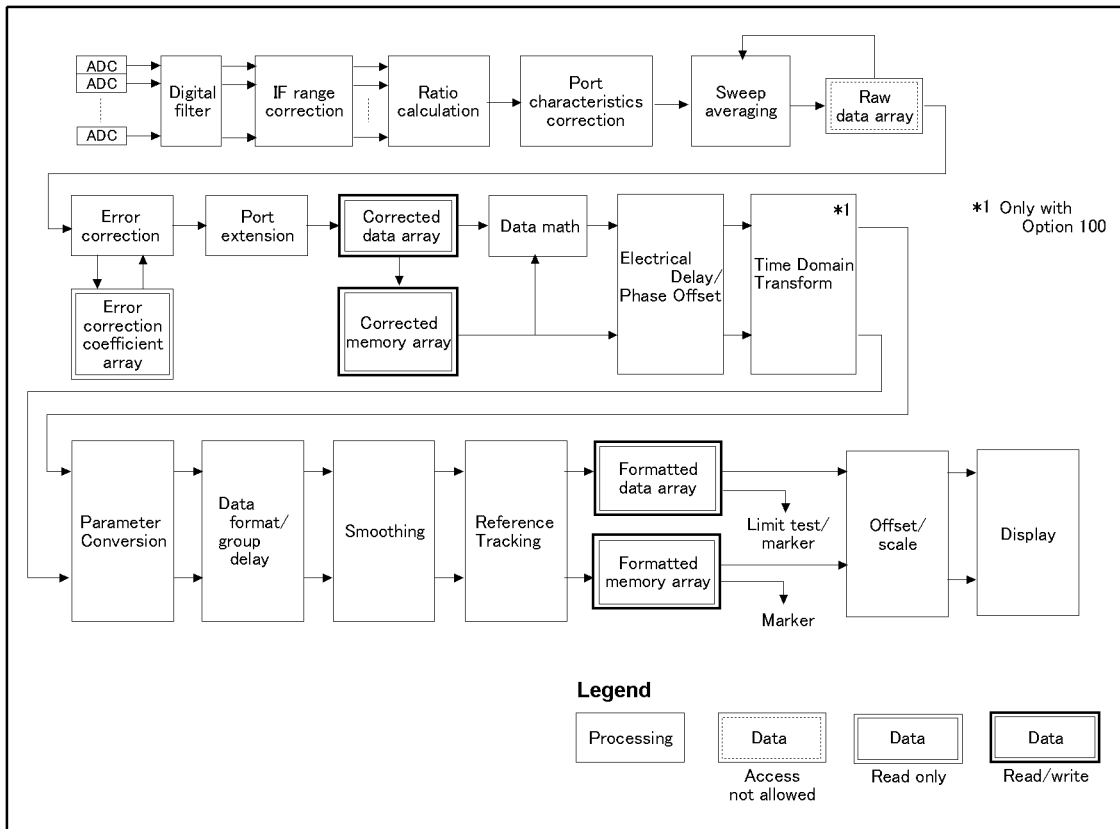 ADC
ADC
ADC
Digital
filter
IF range
correction
Ratio
calculation
Port
characteristics
correction
Sweep
averaging
Raw
data array
Error
correction
Port
extension
Corrected
data array
Data math
Electrical
Delay/
Phase Offset
*1
Time Domain
Transform
*1 Only with
Option 100
Error
correction
coefficient
array
Corrected
memory array
Parameter
Conversion
Data
format/
group
delay
Smoothing
Reference
Tracking
Formatted
data array
Limit test/
marker
Formatted
memory array
Marker
Offset/
scale
Display
Legend
Processing
Data
Access
not allowed
Data
Read only
Data
Read/write